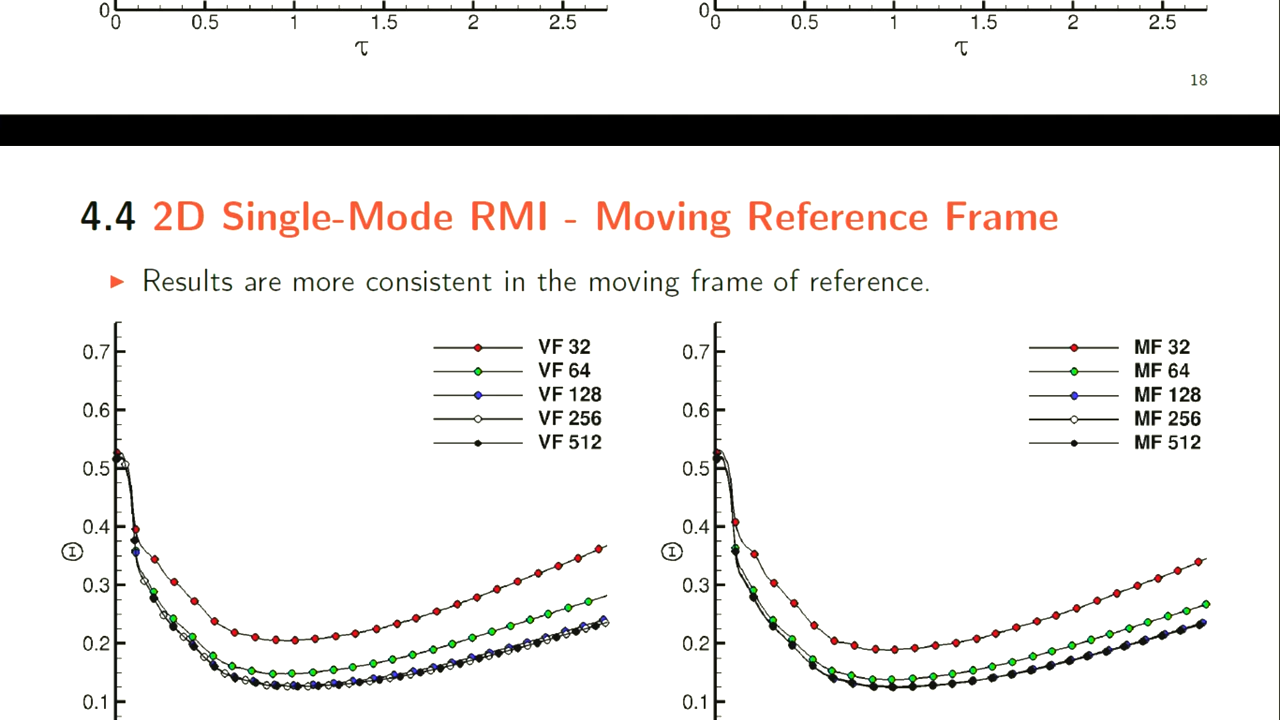 0 0
0 0.5 1 1.5 2 2.5 0 0.5 1 1.5 2 2.5
τ τ
18
4.4 2D Single-Mode RMI - Moving Reference Frame
Results are more consistent in the moving frame of reference.
0.7 VF 32 0.7 MF 32
VF 64 MF 64
VF 128 MF 128
0.6 VF 256 0.6 MF 256
VF 512 MF 512
0.5 0.5
0.4 0.4
Θ Θ
0.3 0.3
0.2 0.2
0.1 0.1